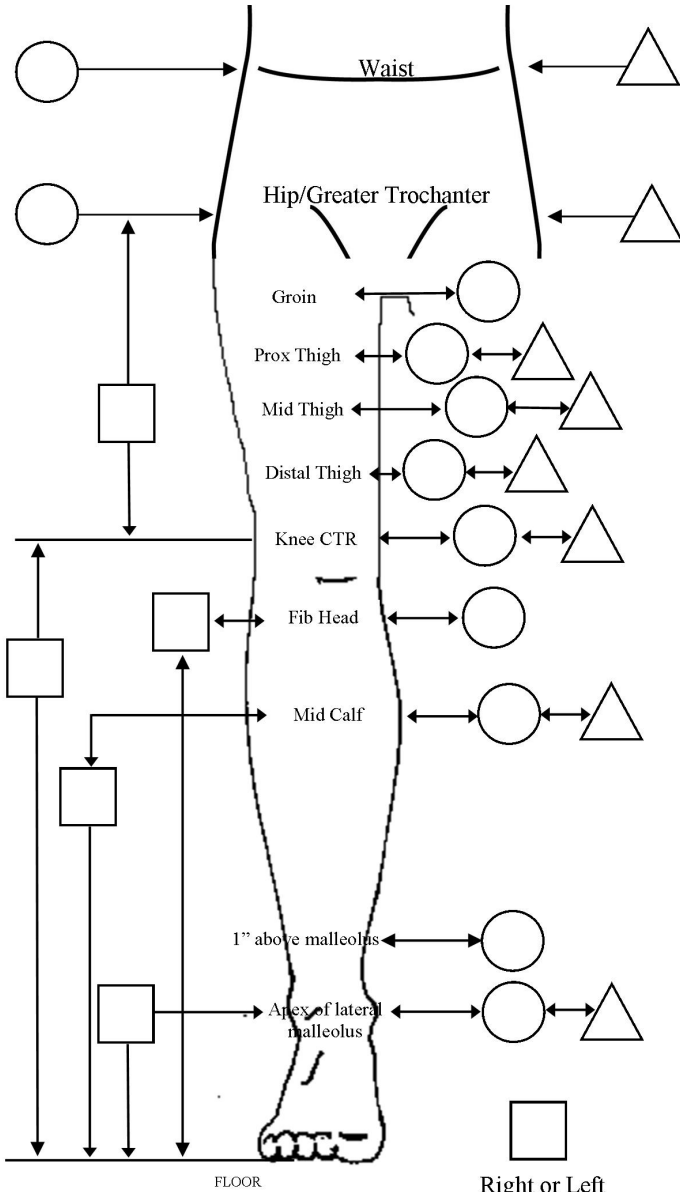 Waist
Hip/Greater Trochanter
Groin
Prox Thigh
Mid Thigh
Distal Thigh
Knee CTR
Fib Head
Mid Calf
1” above malleolus
Apex of lateral
malleolus
FLOOR
Right or Left